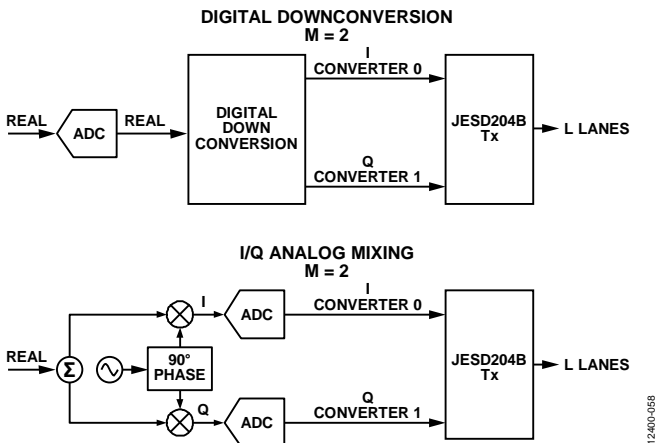 DIGITAL DOWNCONVERSION
M = 2
I
CONVERTER 0
REAL
ADC
REAL
DIGITAL
DOWN
CONVERSION
JESD204B
Tx
L LANES
Q
CONVERTER 1
I/Q ANALOG MIXING
M = 2
I
CONVERTER 0
I
ADC
REAL
Σ
90°
PHASE
JESD204B
Tx
L LANES
Q
ADC
Q
CONVERTER 1
12400-058